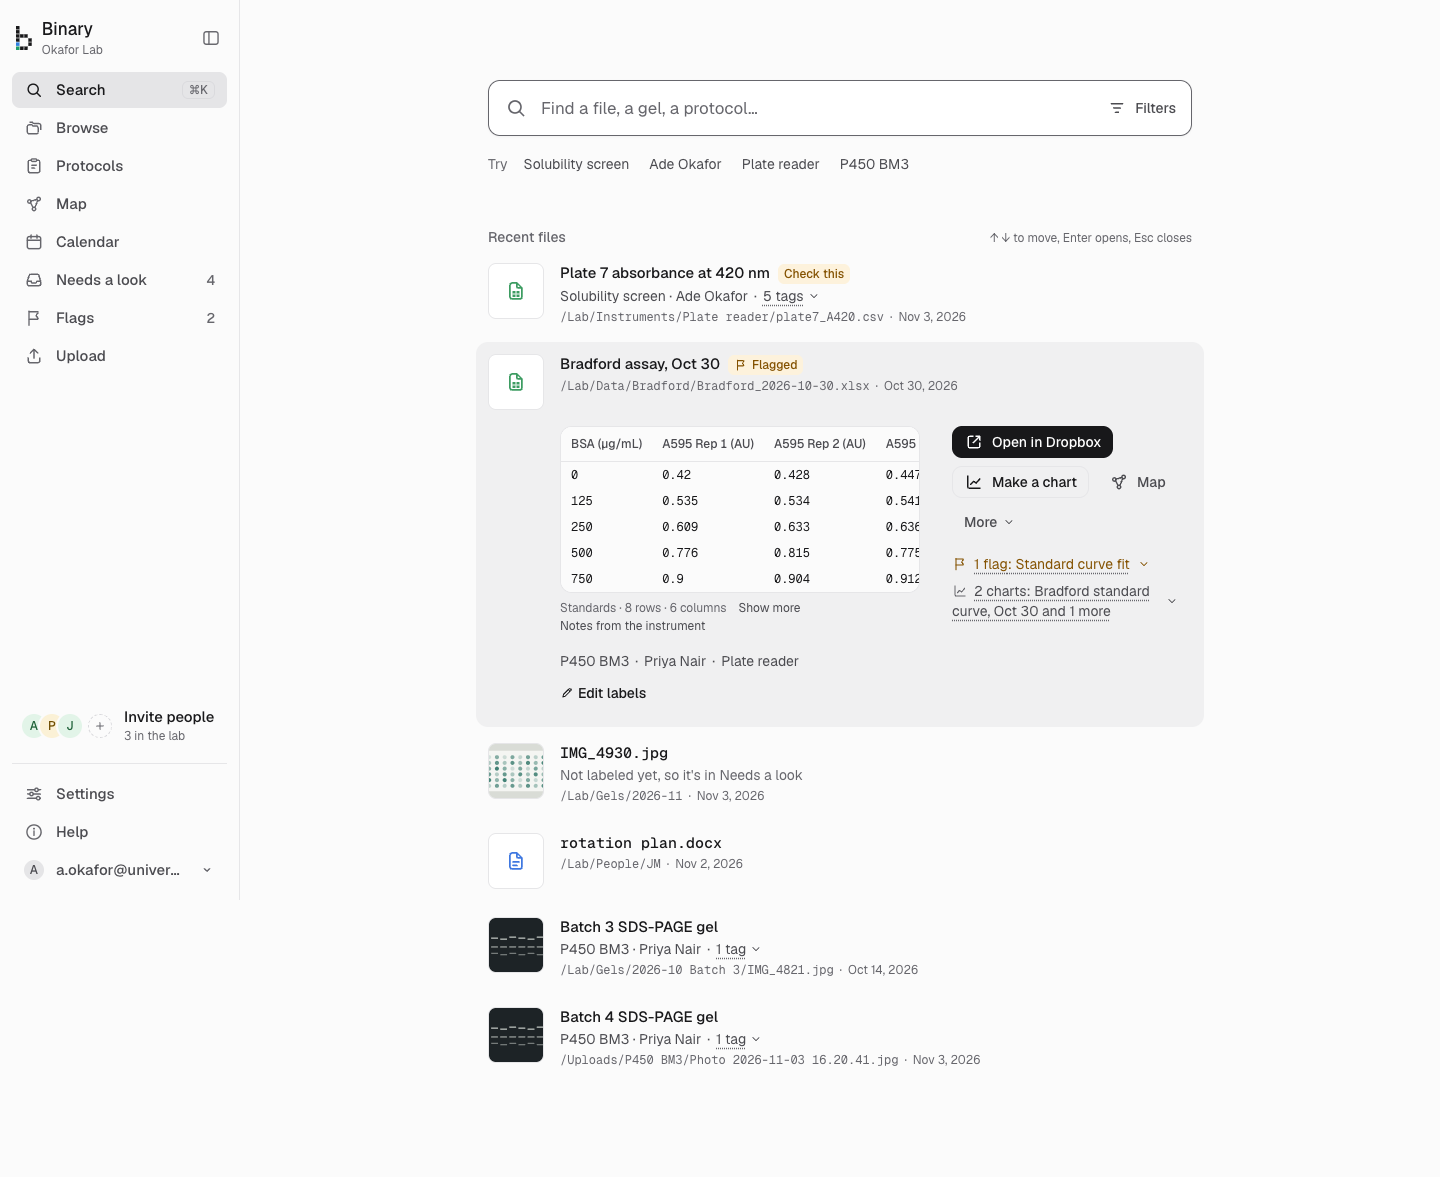 Binary
Okafor Lab
Search ⌘K
Browse
Protocols
Map
Calendar
Needs a look 4
Flags 2
Upload
A P J + Invite people
3 in the lab
Settings
Help
A a.okafor@univer...
Find a file, a gel, a protocol... Filters
Try Solubility screen Ade Okafor Plate reader P450 BM3
Recent files ↑↓ to move, Enter opens, Esc closes
Plate 7 absorbance at 420 nm Check this
Solubility screen · Ade Okafor · 5 tags
/Lab/Instruments/Plate reader/plate7_A420.csv · Nov 3, 2026
Bradford assay, Oct 30 Flagged
/Lab/Data/Bradford/Bradford_2026-10-30.xlsx · Oct 30, 2026
BSA (µg/mL) A595 Rep 1 (AU) A595 Rep 2 (AU) A595
0 0.42 0.428 0.447
125 0.535 0.534 0.541
250 0.609 0.633 0.636
500 0.776 0.815 0.775
750 0.9 0.904 0.912
Standards · 8 rows · 6 columns Show more
Notes from the instrument
P450 BM3 · Priya Nair · Plate reader
Edit labels
Open in Dropbox
Make a chart Map
More
1 flag: Standard curve fit
2 charts: Bradford standard
curve, Oct 30 and 1 more
IMG_4930.jpg
Not labeled yet, so it's in Needs a look
/Lab/Gels/2026-11 · Nov 3, 2026
rotation plan.docx
/Lab/People/JM · Nov 2, 2026
Batch 3 SDS-PAGE gel
P450 BM3 · Priya Nair · 1 tag
/Lab/Gels/2026-10 Batch 3/IMG_4821.jpg · Oct 14, 2026
Batch 4 SDS-PAGE gel
P450 BM3 · Priya Nair · 1 tag
/Uploads/P450 BM3/Photo 2026-11-03 16.20.41.jpg · Nov 3, 2026